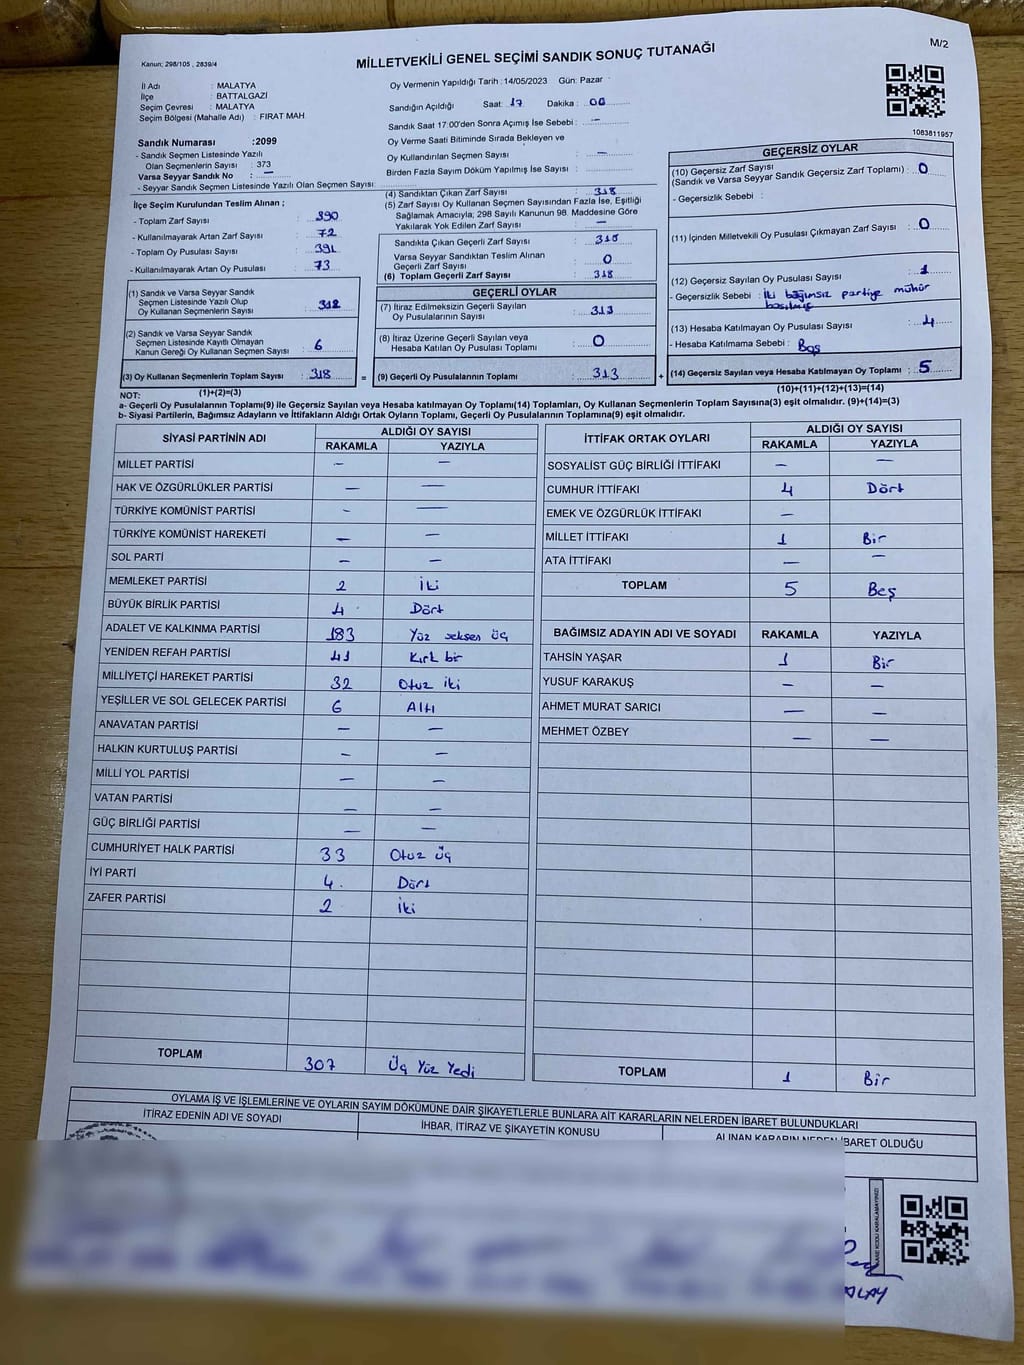 M/2
Kanun; 298/105 , 2839/4
MİLLETVEKİLİ GENEL SEÇİMİ SANDIK SONUÇ TUTANAĞI
İl Adı : MALATYA
İlçe : BATTALGAZİ
Seçim Çevresi : MALATYA
Seçim Bölgesi (Mahalle Adı) : FIRAT MAH
Sandık Numarası :2099
- Sandık Seçmen Listesinde Yazılı
Olan Seçmenlerin Sayısı : 373
Varsa Seyyar Sandık No : —
- Seyyar Sandık Seçmen Listesinde Yazılı Olan Seçmen Sayısı:
Oy Vermenin Yapıldığı Tarih :14/05/2023 Gün: Pazar
Sandığın Açıldığı Saat: 17 Dakika : 00
Sandık Saat 17:00'den Sonra Açımış İse Sebebi : —
Oy Verme Saati Bitiminde Sırada Bekleyen ve
Oy Kullandırılan Seçmen Sayısı : —
Birden Fazla Sayım Döküm Yapılmış İse Sayısı :
1083811957
İlçe Seçim Kurulundan Teslim Alınan ;
- Toplam Zarf Sayısı : 390
- Kullanılmayarak Artan Zarf Sayısı : 72
- Toplam Oy Pusulası Sayısı : 391
- Kullanılmayarak Artan Oy Pusulası : 73
(1) Sandık ve Varsa Seyyar Sandık
Seçmen Listesinde Yazılı Olup
Oy Kullanan Seçmenlerin Sayısı : 312
(2) Sandık ve Varsa Seyyar Sandık
Seçmen Listesinde Kayıtlı Olmayan
Kanun Gereği Oy Kullanan Seçmen Sayısı : 6
(3) Oy Kullanan Seçmenlerin Toplam Sayısı : 318
(1)+(2)=(3)
(4) Sandıktan Çıkan Zarf Sayısı : 318
(5) Zarf Sayısı Oy Kullanan Seçmen Sayısından Fazla İse, Eşitliği
Sağlamak Amacıyla; 298 Sayılı Kanunun 98. Maddesine Göre
Yakılarak Yok Edilen Zarf Sayısı : —
Sandıkta Çıkan Geçerli Zarf Sayısı :
Varsa Seyyar Sandıktan Teslim Alınan
Geçerli Zarf Sayısı : 0
(6) Toplam Geçerli Zarf Sayısı : 318
GEÇERLİ OYLAR
(7) İtiraz Edilmeksizin Geçerli Sayılan
Oy Pusulalarının Sayısı : 313
(8) İtiraz Üzerine Geçerli Sayılan veya
Hesaba Katılan Oy Pusulası Toplamı : 0
= (9) Geçerli Oy Pusulalarının Toplamı : 313 +
GEÇERSİZ OYLAR
(10) Geçersiz Zarf Sayısı
(Sandık ve Varsa Seyyar Sandık Geçersiz Zarf Toplamı) : 0
- Geçersizlik Sebebi :
(11) İçinden Milletvekili Oy Pusulası Çıkmayan Zarf Sayısı : 0
(12) Geçersiz Sayılan Oy Pusulası Sayısı : 1
- Geçersizlik Sebebi : İki bağımsız partiye mühür
basılmış
(13) Hesaba Katılmayan Oy Pusulası Sayısı : 4
- Hesaba Katılmama Sebebi : Boş
(14) Geçersiz Sayılan veya Hesaba Katılmayan Oy Toplamı : 5
(10)+(11)+(12)+(13)=(14)
NOT:
a- Geçerli Oy Pusulasının Toplamı(9) ile Geçersiz Sayılan veya Hesaba Katılmayan Oy Toplamı(14) Toplamları, Oy Kullanan Seçmenlerin Toplam Sayısına(3) eşit olmalıdır. (9)+(14)=(3)
b- Siyasi Partilerin, Bağımsız Adayların ve İttifakların Aldığı Ortak Oyların Toplamı, Geçerli Oy Pusulalarının Toplamına(9) eşit olmalıdır.
SİYASİ PARTİNİN ADI ALDIĞI OY SAYISI
RAKAMLA YAZIYLA
MİLLET PARTİSİ — —
HAK VE ÖZGÜRLÜKLER PARTİSİ — —
TÜRKİYE KOMÜNİST PARTİSİ - —
TÜRKİYE KOMÜNİST HAREKETİ — —
SOL PARTİ — —
MEMLEKET PARTİSİ 2 İki
BÜYÜK BİRLİK PARTİSİ 4 Dört
ADALET VE KALKINMA PARTİSİ 183 Yüz seksen üç
YENİDEN REFAH PARTİSİ 41 Kırk bir
MİLLİYETÇİ HAREKET PARTİSİ 32 Otuz iki
YEŞİLLER VE SOL GELECEK PARTİSİ 6 Altı
ANAVATAN PARTİSİ — —
HALKIN KURTULUŞ PARTİSİ — —
MİLLİ YOL PARTİSİ — —
VATAN PARTİSİ — —
GÜÇ BİRLİĞİ PARTİSİ — —
CUMHURİYET HALK PARTİSİ 33 Otuz üç
İYİ PARTİ 4. Dört
ZAFER PARTİSİ 2 İki
TOPLAM 307 Üç Yüz Yedi
İTTİFAK ORTAK OYLARI ALDIĞI OY SAYISI
RAKAMLA YAZIYLA
SOSYALİST GÜÇ BİRLİĞİ İTTİFAKI — —
CUMHUR İTTİFAKI 4 Dört
EMEK VE ÖZGÜRLÜK İTTİFAKI —
MİLLET İTTİFAKI 1 Bir
ATA İTTİFAKI — —
TOPLAM 5 Beş
BAĞIMSIZ ADAYIN ADI VE SOYADI RAKAMLA YAZIYLA
TAHSİN YAŞAR 1 Bir
YUSUF KARAKUŞ — —
AHMET MURAT SARICI — —
MEHMET ÖZBEY — —
TOPLAM 1 Bir
OYLAMA İŞ VE İŞLEMLERİNE VE OYLARIN SAYIM DÖKÜMÜNE DAİR ŞİKAYETLERLE BUNLARA AİT KARARLARIN NELERDEN İBARET BULUNDUKLARI
İTİRAZ EDENİN ADI VE SOYADI
İHBAR, İTİRAZ VE ŞİKAYETİN KONUSU
ALINAN KARARIN NEDEN İBARET OLDUĞU